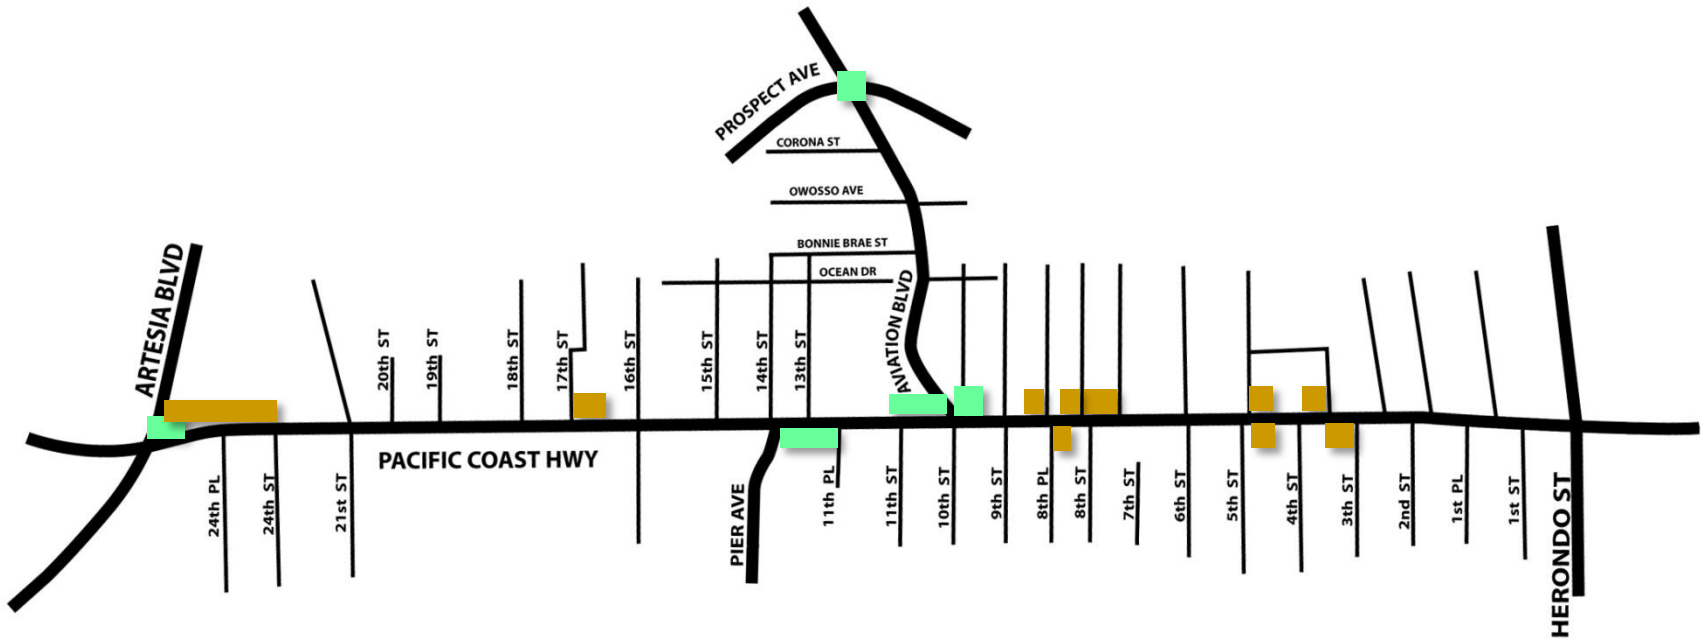 PROSPECT AVE
CORONA ST
OWOSSO AVE
BONNIE BRAE ST
OCEAN DR
ARTESIA BLVD
AVIATION BLVD
20th ST
19th ST
18th ST
17th ST
16th ST
15th ST
14th ST
13th ST
PACIFIC COAST HWY
24th PL
24th ST
21st ST
PIER AVE
11th PL
11th ST
10th ST
9th ST
8th PL
8th ST
7th ST
6th ST
5th ST
4th ST
3th ST
2nd ST
1st PL
1st ST
HERONDO ST